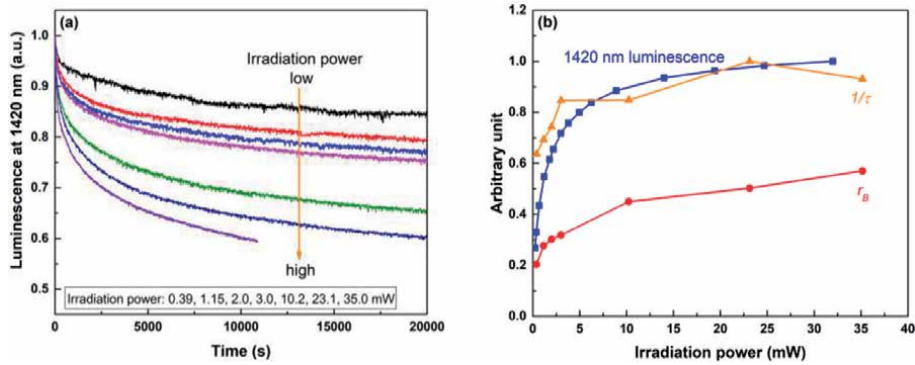 (a)
Luminescence at 1420 nm (a.u.)
1.0
0.9
0.8
0.7
0.6
0.5
Irradiation power
low
high
Irradiation power: 0.39, 1.15, 2.0, 3.0, 10.2, 23.1, 35.0 mW
0 5000 10000 15000 20000
Time (s)
(b)
Arbitrary unit
1.2
1.0
0.8
0.6
0.4
0.2
0.0
1420 nm luminescence
1/τ
r_B
0 5 10 15 20 25 30 35 40
Irradiation power (mW)